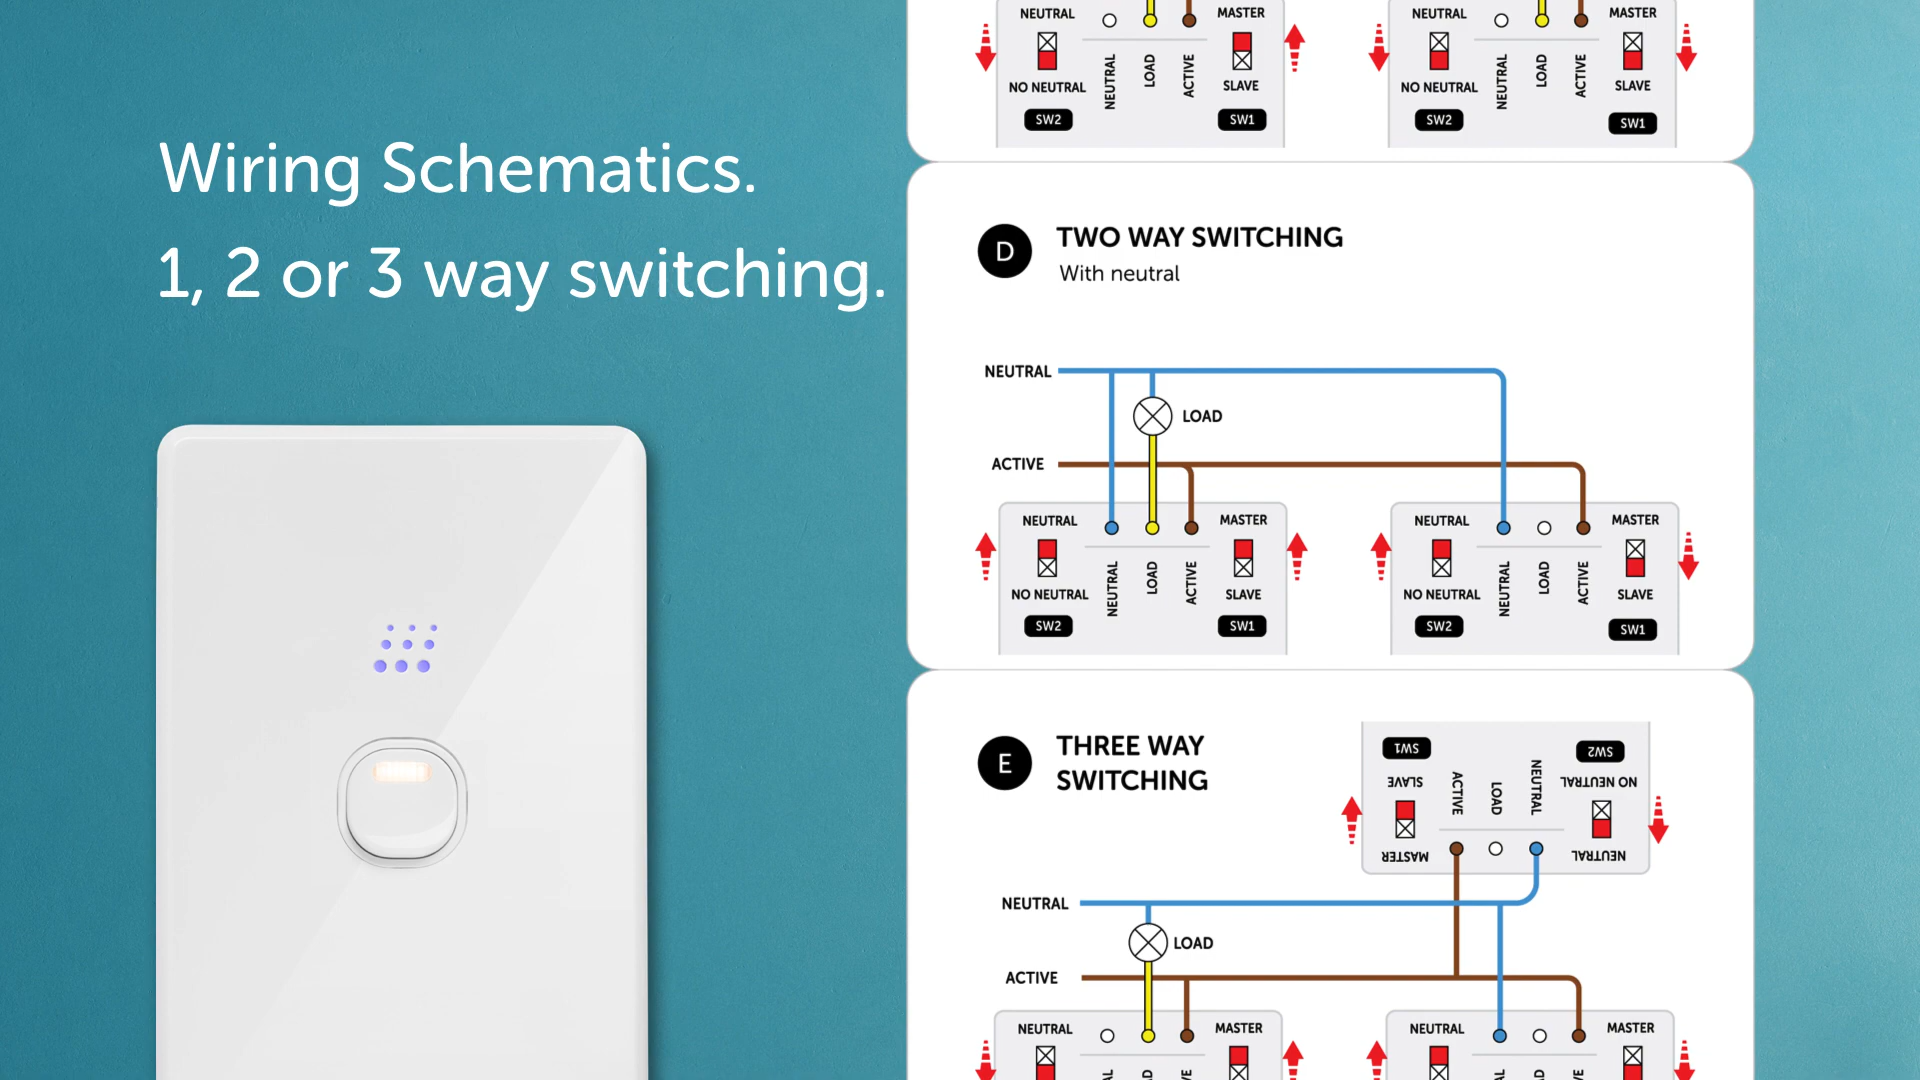 Wiring Schematics.
1, 2 or 3 way switching.
NEUTRAL
MASTER
NO NEUTRAL
NEUTRAL
LOAD
ACTIVE
SLAVE
SW2
SW1
NEUTRAL
MASTER
NO NEUTRAL
NEUTRAL
LOAD
ACTIVE
SLAVE
SW2
SW1
D
TWO WAY SWITCHING
With neutral
NEUTRAL
LOAD
ACTIVE
NEUTRAL
MASTER
NO NEUTRAL
NEUTRAL
LOAD
ACTIVE
SLAVE
SW2
SW1
NEUTRAL
MASTER
NO NEUTRAL
NEUTRAL
LOAD
ACTIVE
SLAVE
SW2
SW1
E
THREE WAY
SWITCHING
SW1
SW2
SLAVE
ACTIVE
LOAD
NEUTRAL
NO NEUTRAL
MASTER
NEUTRAL
NEUTRAL
LOAD
ACTIVE
NEUTRAL
MASTER
NEUTRAL
MASTER